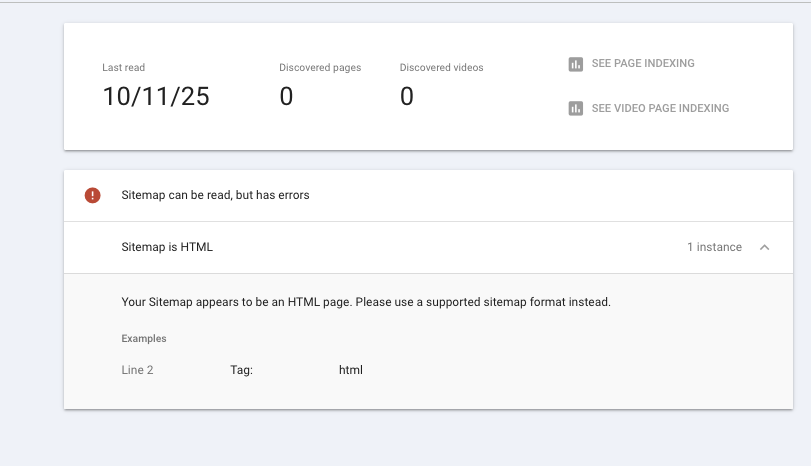 Last read
10/11/25
Discovered pages
0
Discovered videos
0
SEE PAGE INDEXING
SEE VIDEO PAGE INDEXING
Sitemap can be read, but has errors
Sitemap is HTML 1 instance
Your Sitemap appears to be an HTML page. Please use a supported sitemap format instead.
Examples
Line 2 Tag: html